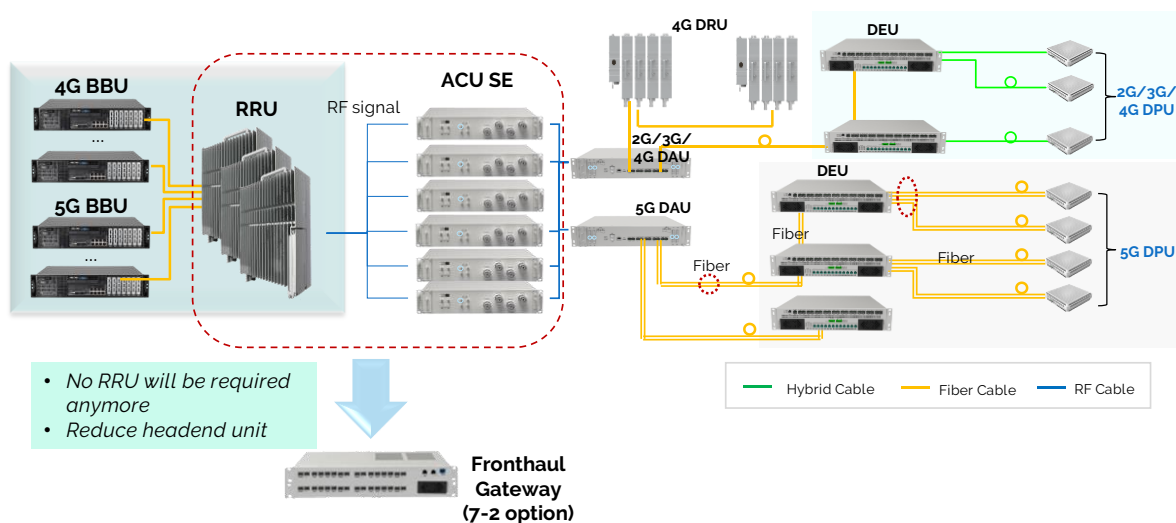 4G BBU
...
5G BBU
...
RRU
RF signal
ACU SE
4G DRU
2G/3G/
4G DAU
5G DAU
DEU
2G/3G/
4G DPU
DEU
Fiber
Fiber
Fiber
5G DPU
Hybrid Cable
Fiber Cable
RF Cable
• No RRU will be required
anymore
• Reduce headend unit
Fronthaul
Gateway
(7-2 option)